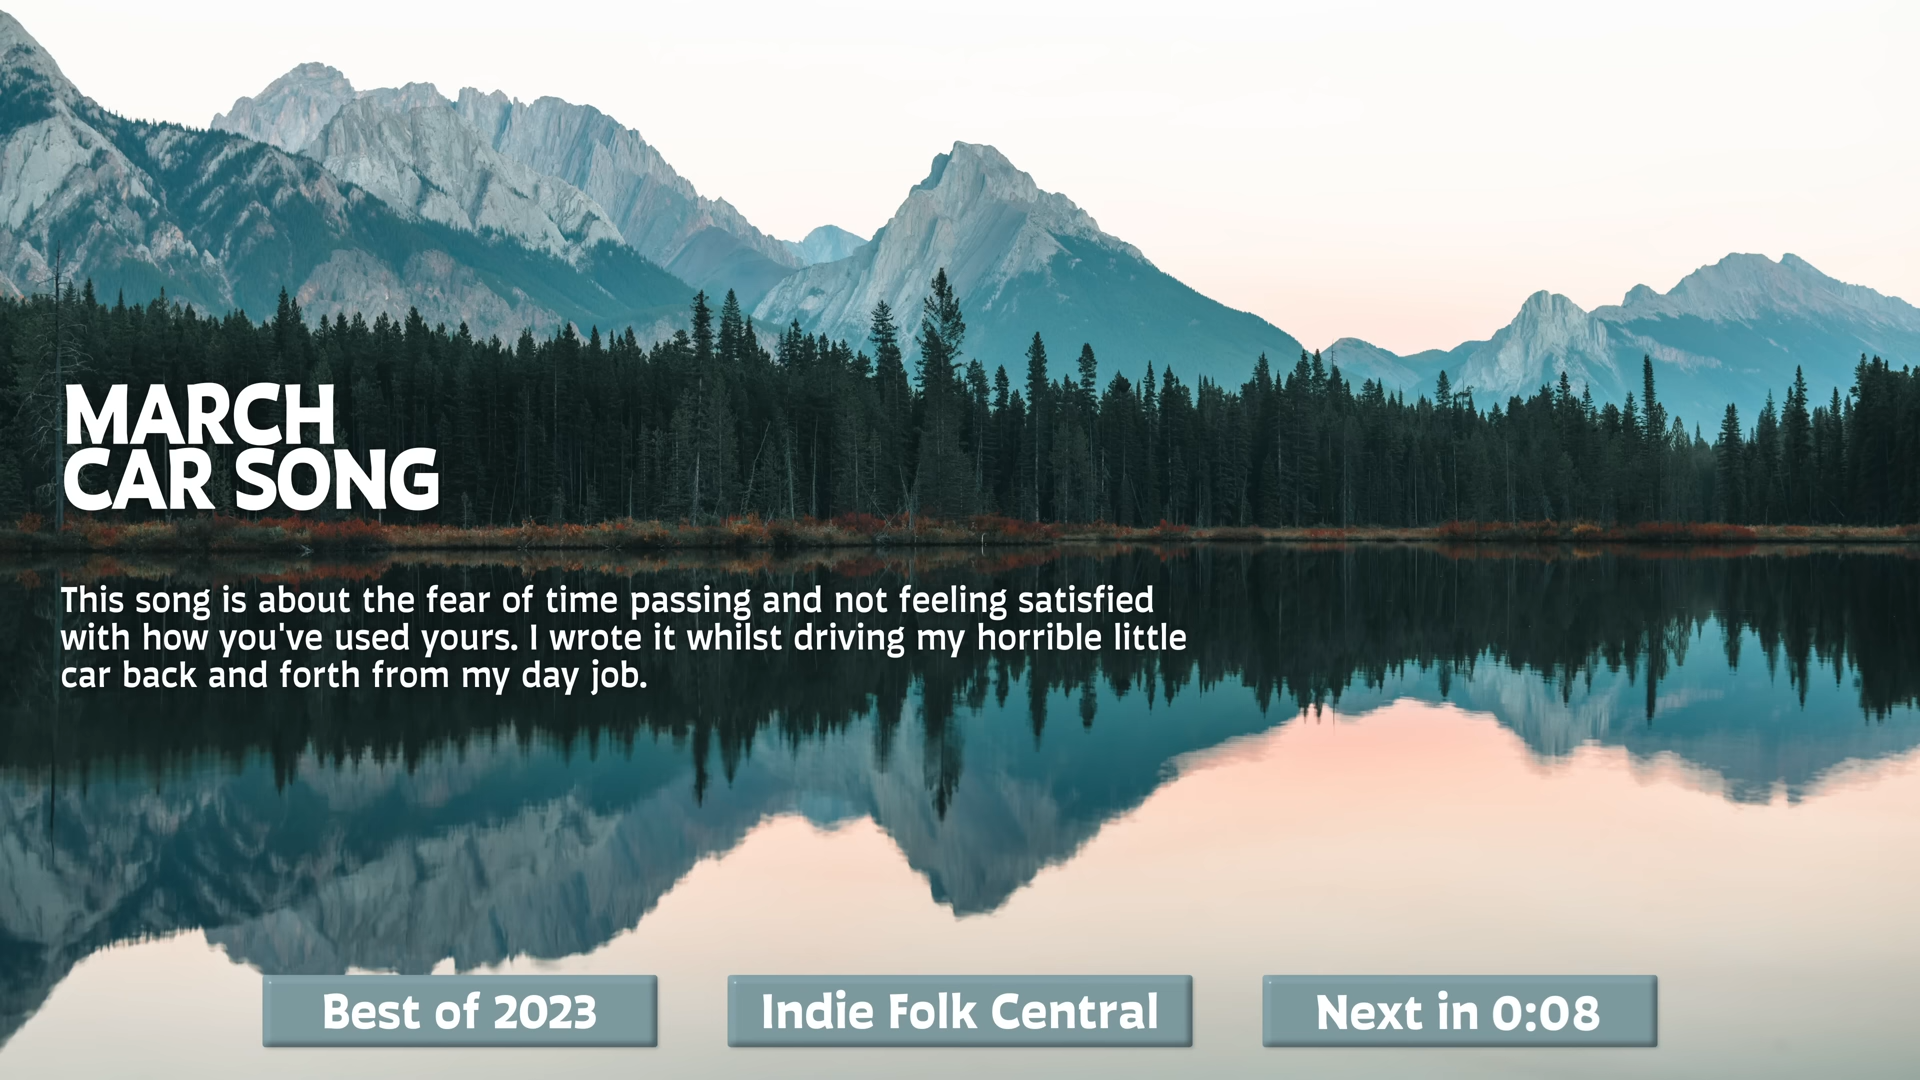 MARCH
CAR SONG
This song is about the fear of time passing and not feeling satisfied
with how you've used yours. I wrote it whilst driving my horrible little
car back and forth from my day job.
Best of 2023
Indie Folk Central
Next in 0:08